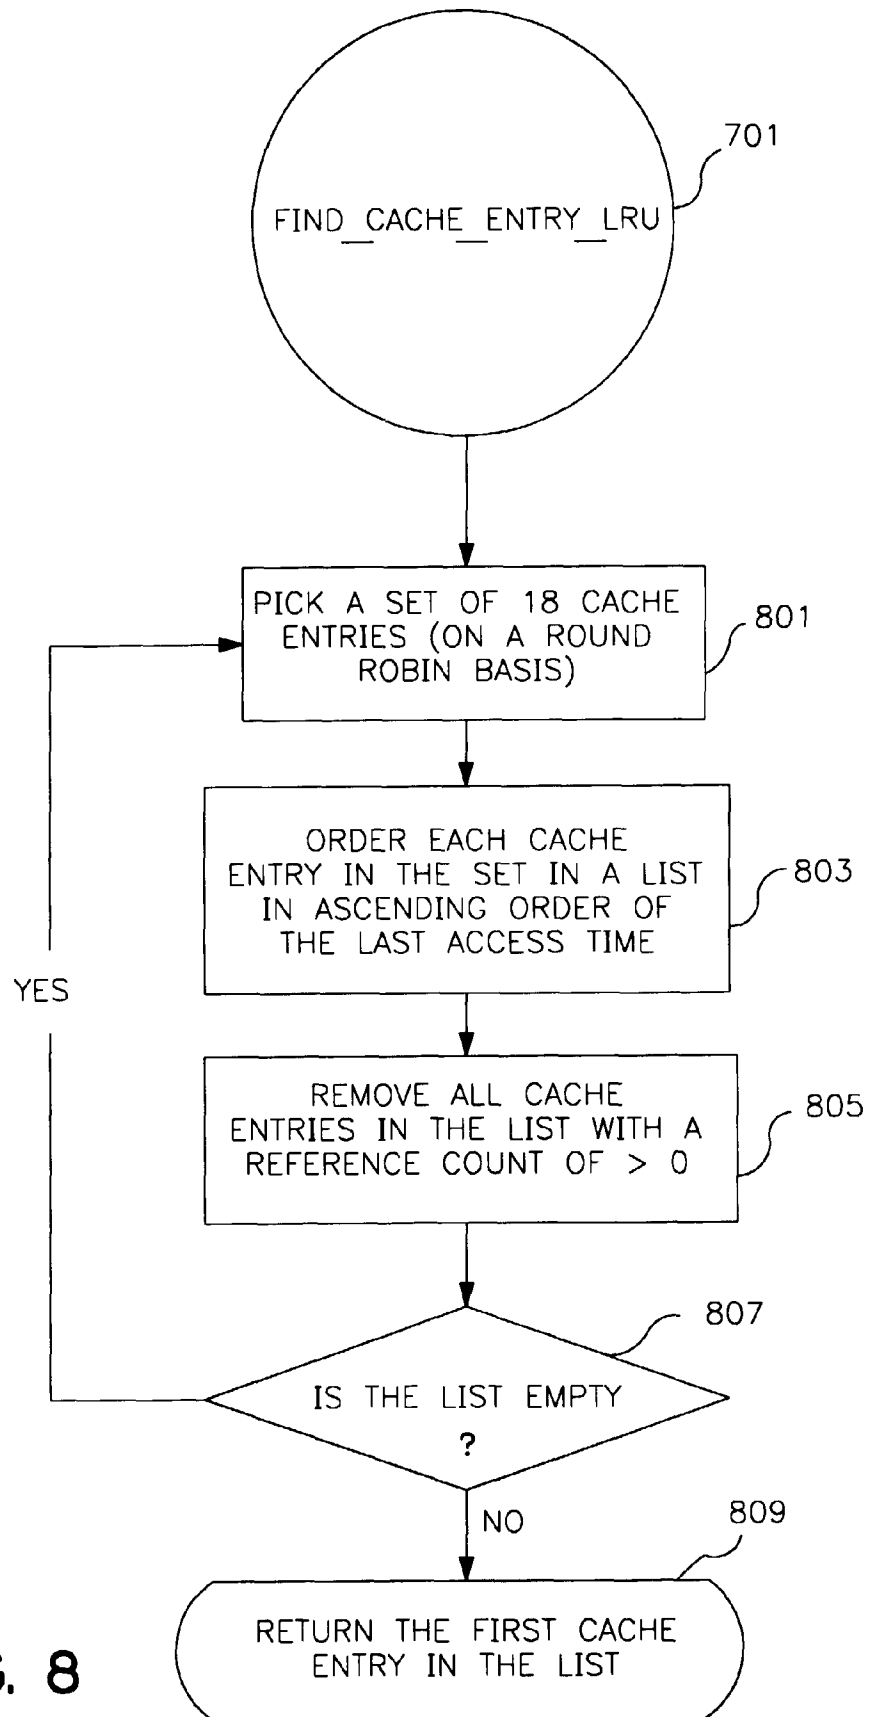 701
FIND_CACHE_ENTRY_LRU
PICK A SET OF 18 CACHE
ENTRIES (ON A ROUND
ROBIN BASIS)
801
ORDER EACH CACHE
ENTRY IN THE SET IN A LIST
IN ASCENDING ORDER OF
THE LAST ACCESS TIME
803
YES
REMOVE ALL CACHE
ENTRIES IN THE LIST WITH A
REFERENCE COUNT OF > 0
805
807
IS THE LIST EMPTY
?
NO
809
RETURN THE FIRST CACHE
ENTRY IN THE LIST
8